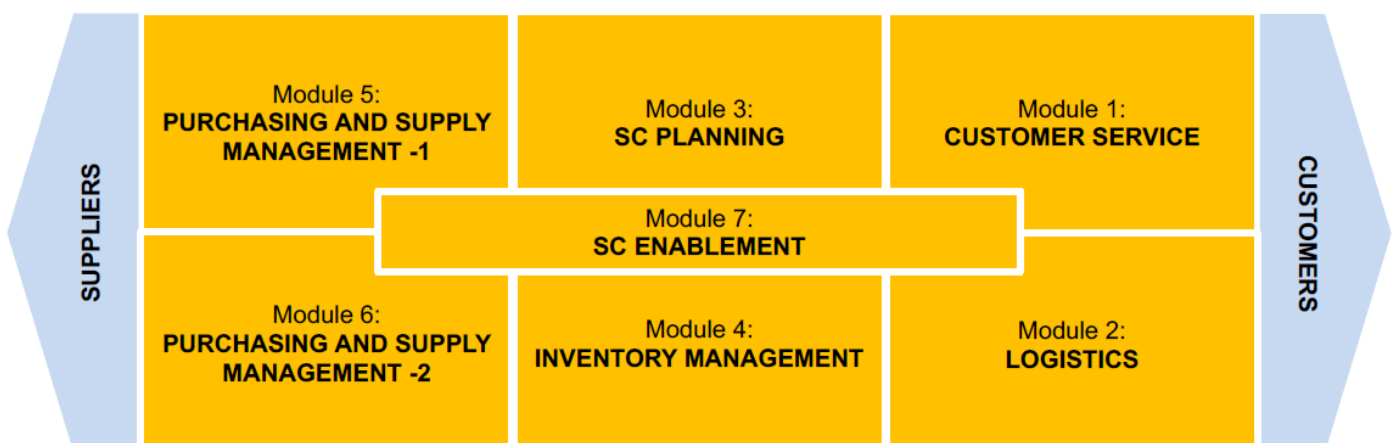 SUPPLIERS
Module 5:
PURCHASING AND SUPPLY
MANAGEMENT -1
Module 3:
SC PLANNING
Module 1:
CUSTOMER SERVICE
Module 7:
SC ENABLEMENT
Module 6:
PURCHASING AND SUPPLY
MANAGEMENT -2
Module 4:
INVENTORY MANAGEMENT
Module 2:
LOGISTICS
CUSTOMERS